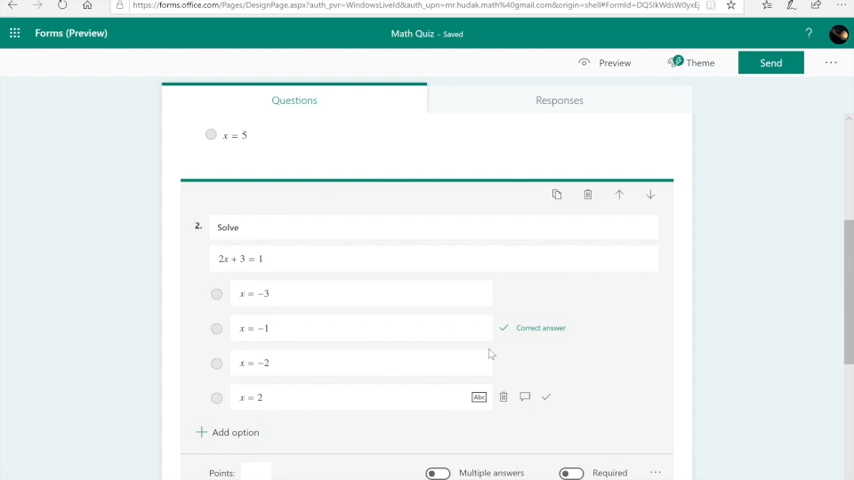 https://forms.office.com/Pages/DesignPage.aspx?auth_pvr=WindowsLiveId&auth_upn=mr.hudak.math%40gmail.com&origin=shell#FormId=DQSIkWdsW0yxEj
Forms (Preview)
Math Quiz - Saved
?
Preview
Theme
Send
Questions
Responses
x = 5
2.
Solve
2x + 3 = 1
x = −3
x = −1
Correct answer
x = −2
x = 2
Abc
Add option
Points:
Multiple answers
Required